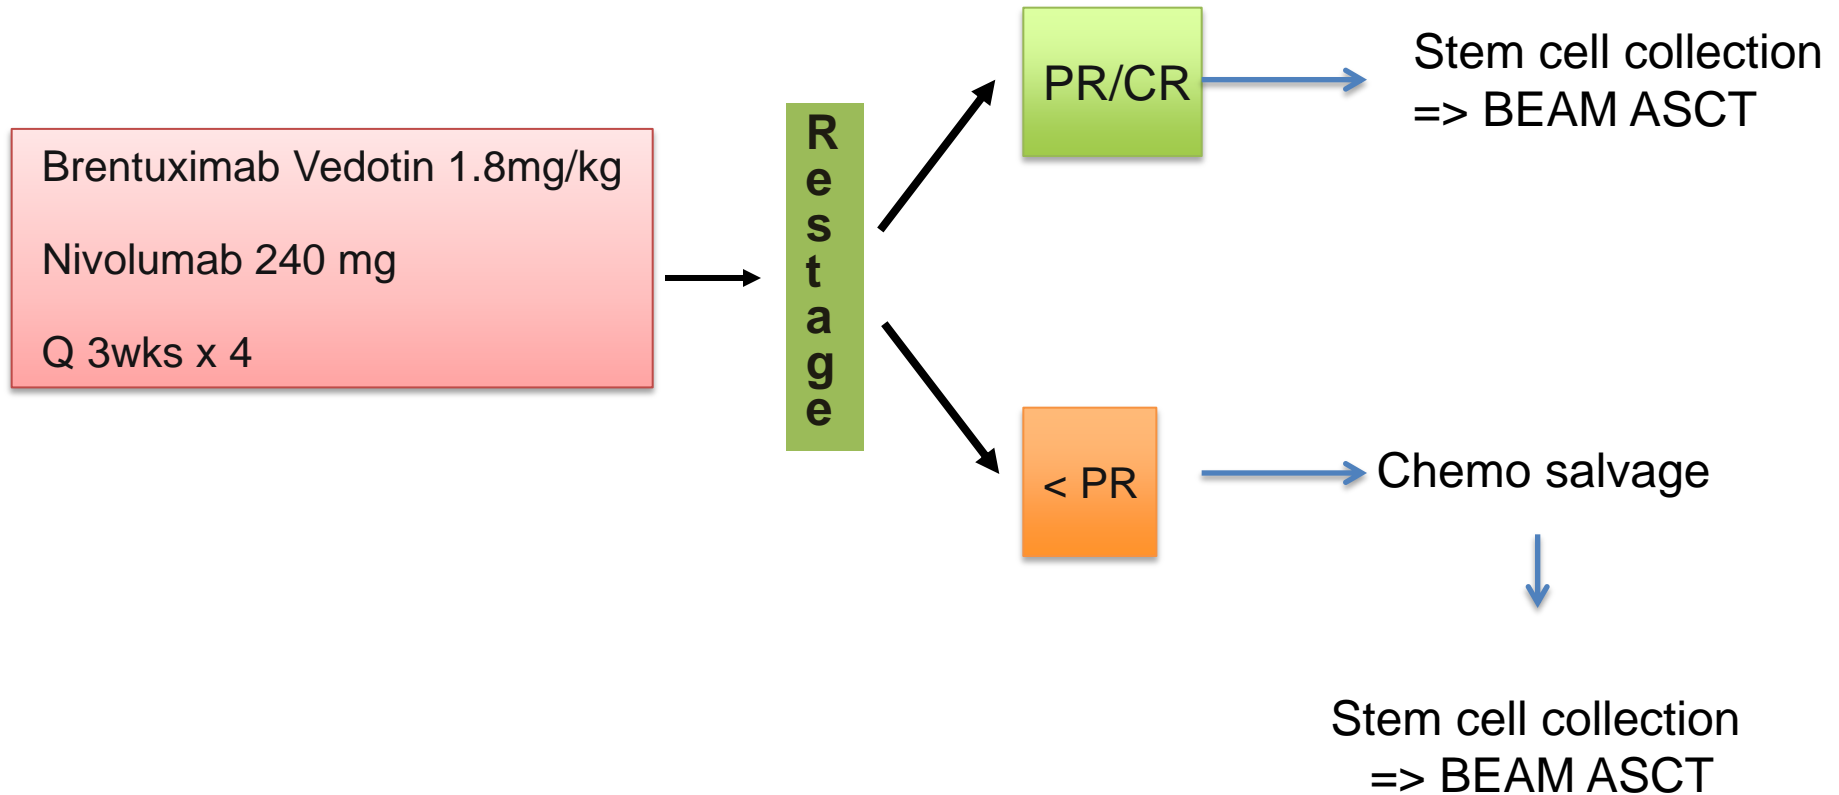 Brentuximab Vedotin 1.8mg/kg
Nivolumab 240 mg
Q 3wks x 4
Restage
PR/CR
Stem cell collection
=> BEAM ASCT
< PR
Chemo salvage
Stem cell collection
=> BEAM ASCT